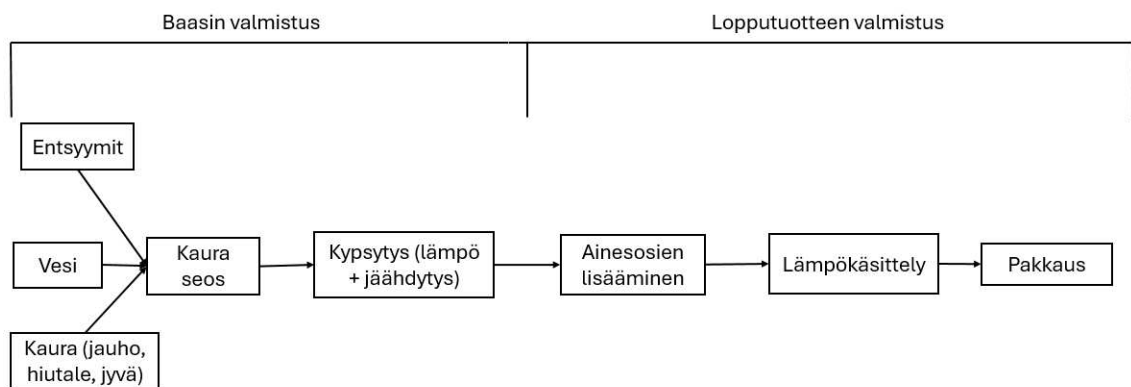 Baasin valmistus
Lopputuotteen valmistus
Entsyymit
Vesi
Kaura
seos
Kaura (jauho,
hiutale, jyvä)
Kypsytys (lämpö
+ jäähdytys)
Ainesosien
lisääminen
Lämpökäsittely
Pakkaus